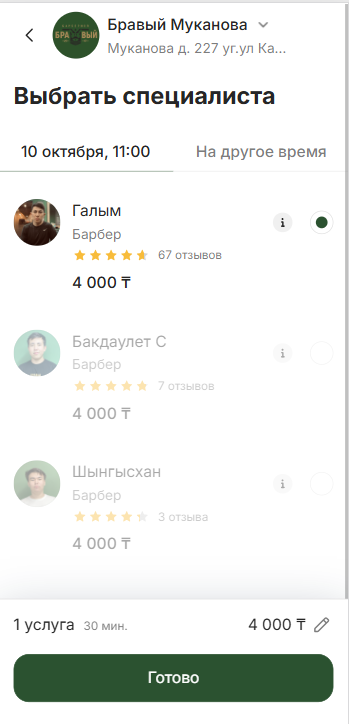 БРАВЫЙ
Бравый Муканова
Муканова д. 227 уг.ул Ка...
Выбрать специалиста
10 октября, 11:00
На другое время
Галым
Барбер
67 отзывов
4 000 ₸
Бакдаулет С
Барбер
7 отзывов
4 000 ₸
Шынгысхан
Барбер
3 отзыва
4 000 ₸
1 услуга 30 мин. 4 000 ₸
Готово